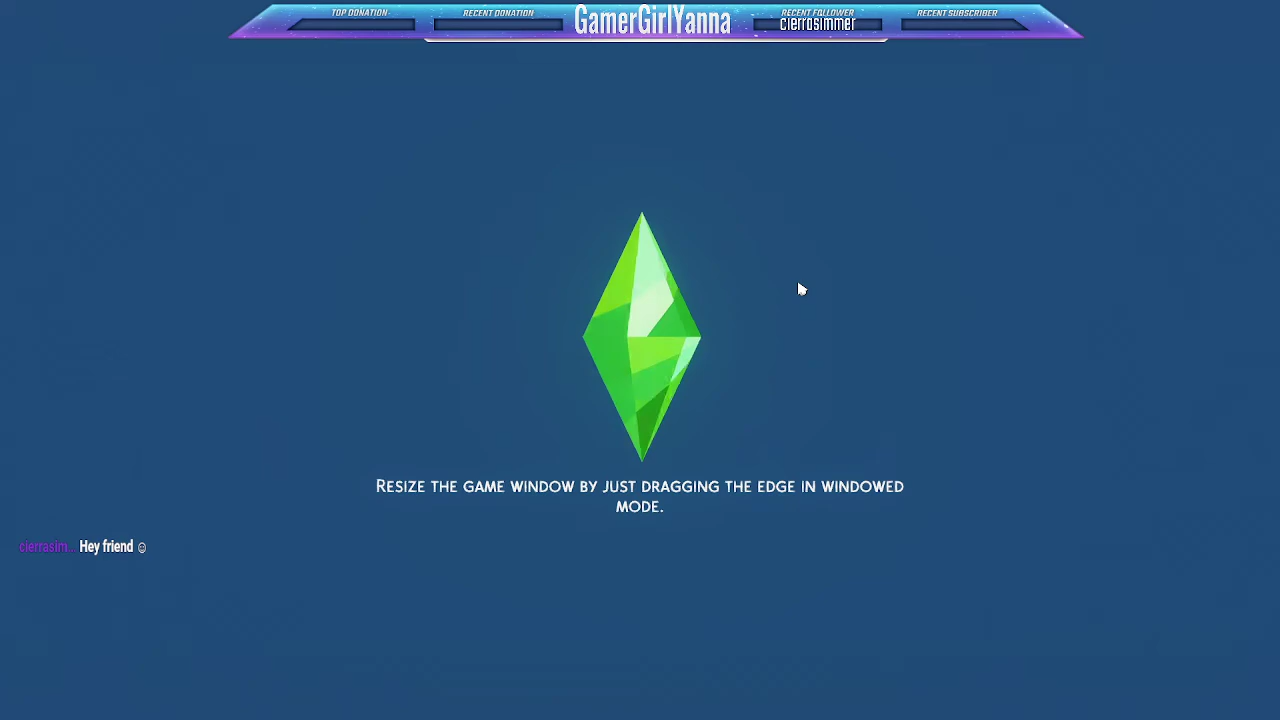 TOP DONATION
RECENT DONATION
GamerGirlYanna
RECENT FOLLOWER
cierrasimmer
RECENT SUBSCRIBER
RESIZE THE GAME WINDOW BY JUST DRAGGING THE EDGE IN WINDOWED
MODE.
cierrasim... Hey friend ☺